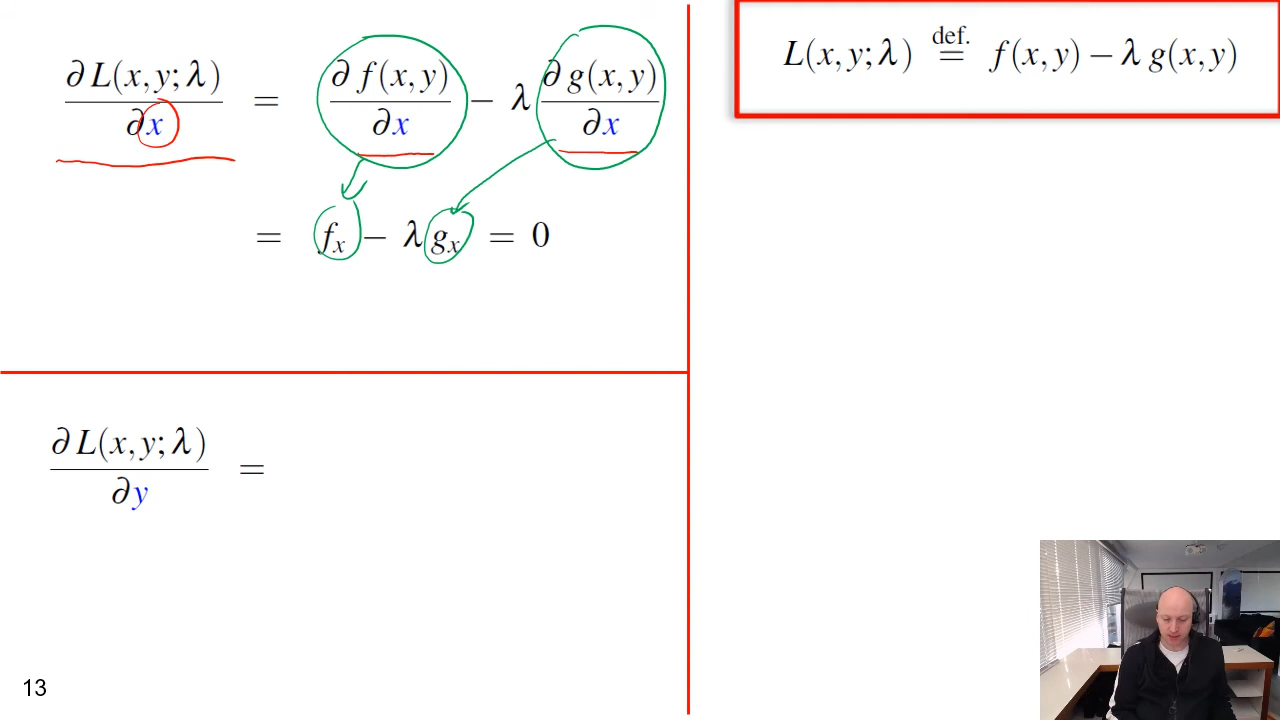 ∂ L(x, y; λ) / ∂x = ∂ f(x, y) / ∂x − λ ∂ g(x, y) / ∂x
= f_x − λ g_x = 0
∂ L(x, y; λ) / ∂y =
L(x, y; λ) def. = f(x, y) − λ g(x, y)
13